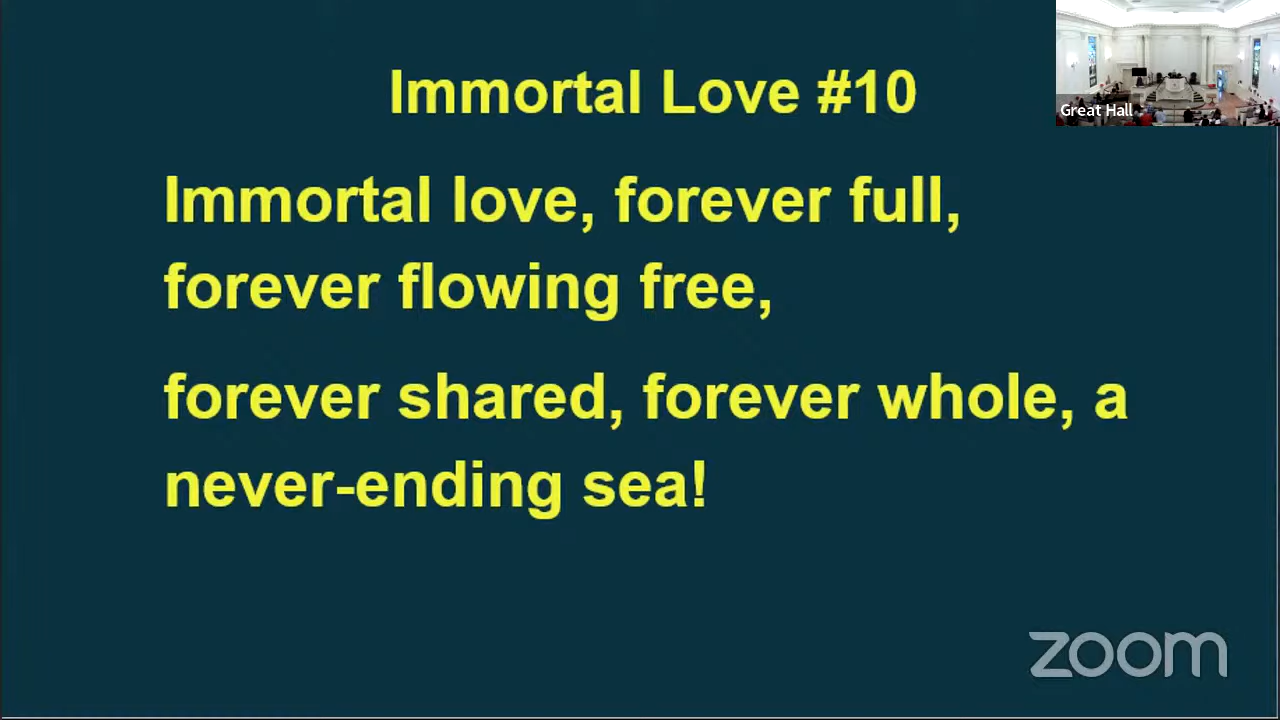 Immortal Love #10
Great Hall
Immortal love, forever full,
forever flowing free,
forever shared, forever whole, a
never-ending sea!
zoom